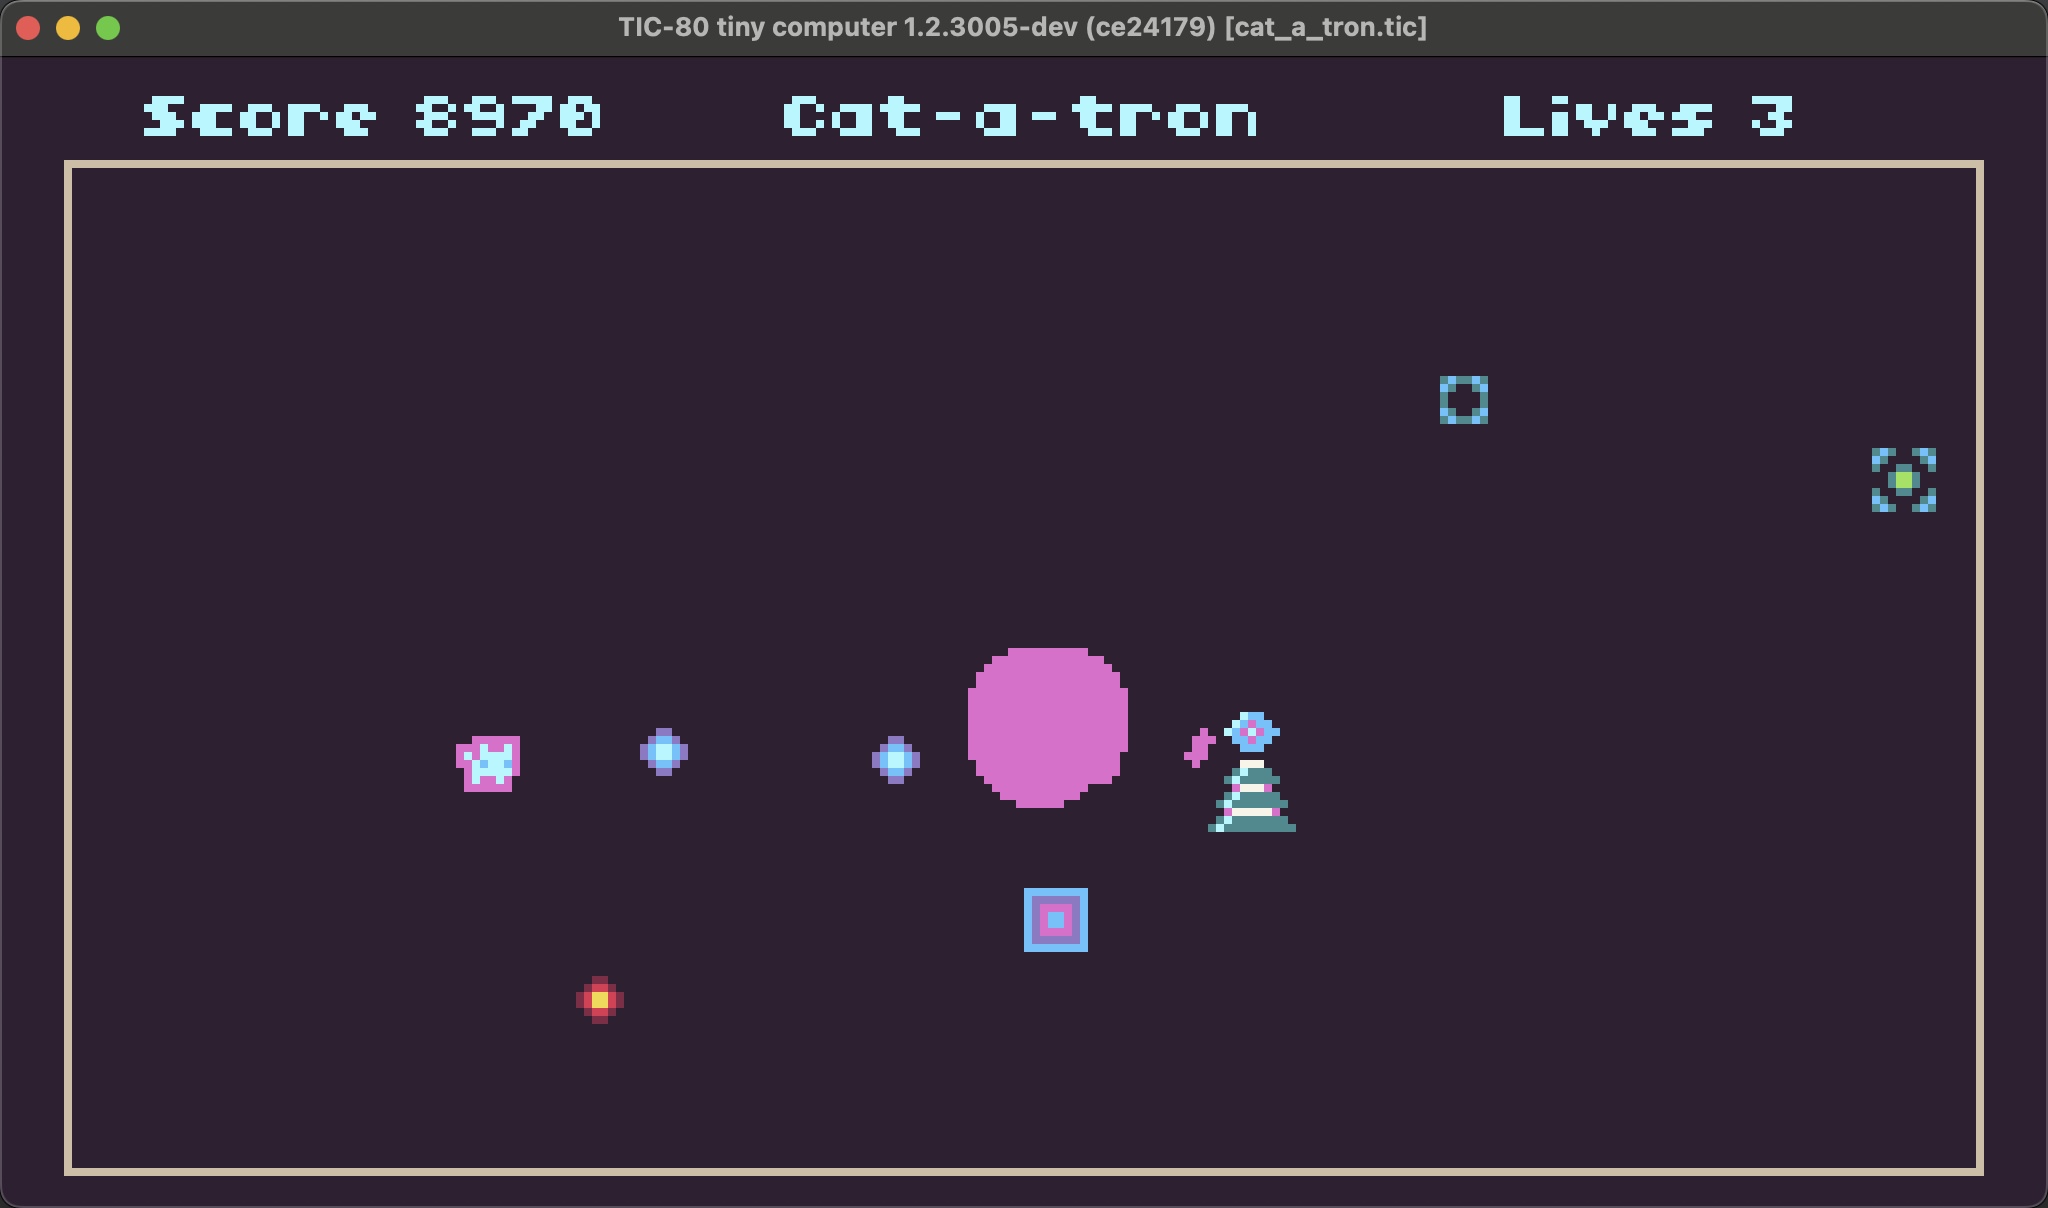 TIC-80 tiny computer 1.2.3005-dev (ce24179) [cat_a_tron.tic]
Score 8970 Cat-a-tron Lives 3